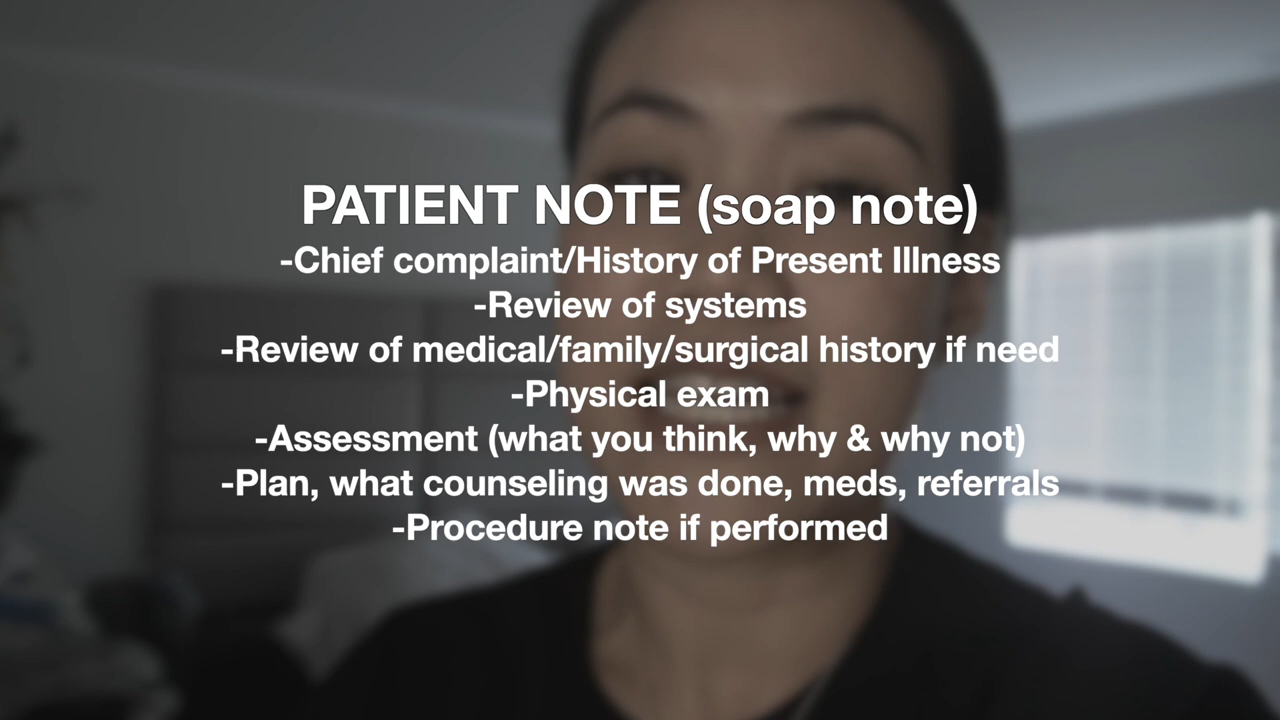 PATIENT NOTE (soap note)
-Chief complaint/History of Present Illness
-Review of systems
-Review of medical/family/surgical history if need
-Physical exam
-Assessment (what you think, why & why not)
-Plan, what counseling was done, meds, referrals
-Procedure note if performed